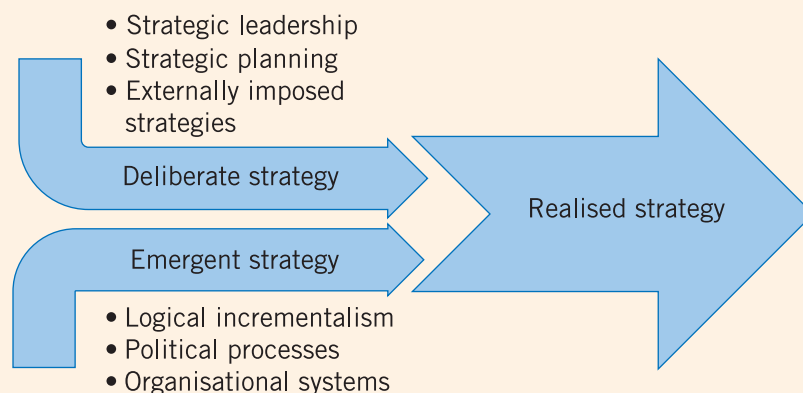 • Strategic leadership
• Strategic planning
• Externally imposed
strategies
Deliberate strategy
Realised strategy
Emergent strategy
• Logical incrementalism
• Political processes
• Organisational systems